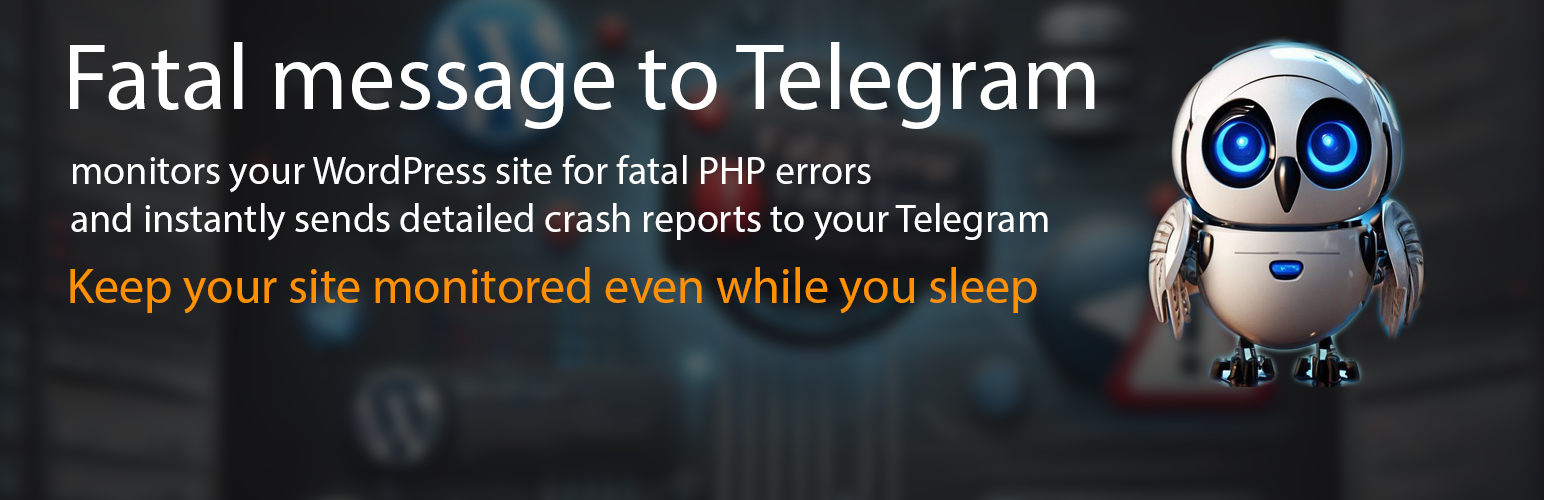 Fatal message to Telegram
monitors your WordPress site for fatal PHP errors
and instantly sends detailed crash reports to your Telegram
Keep your site monitored even while you sleep